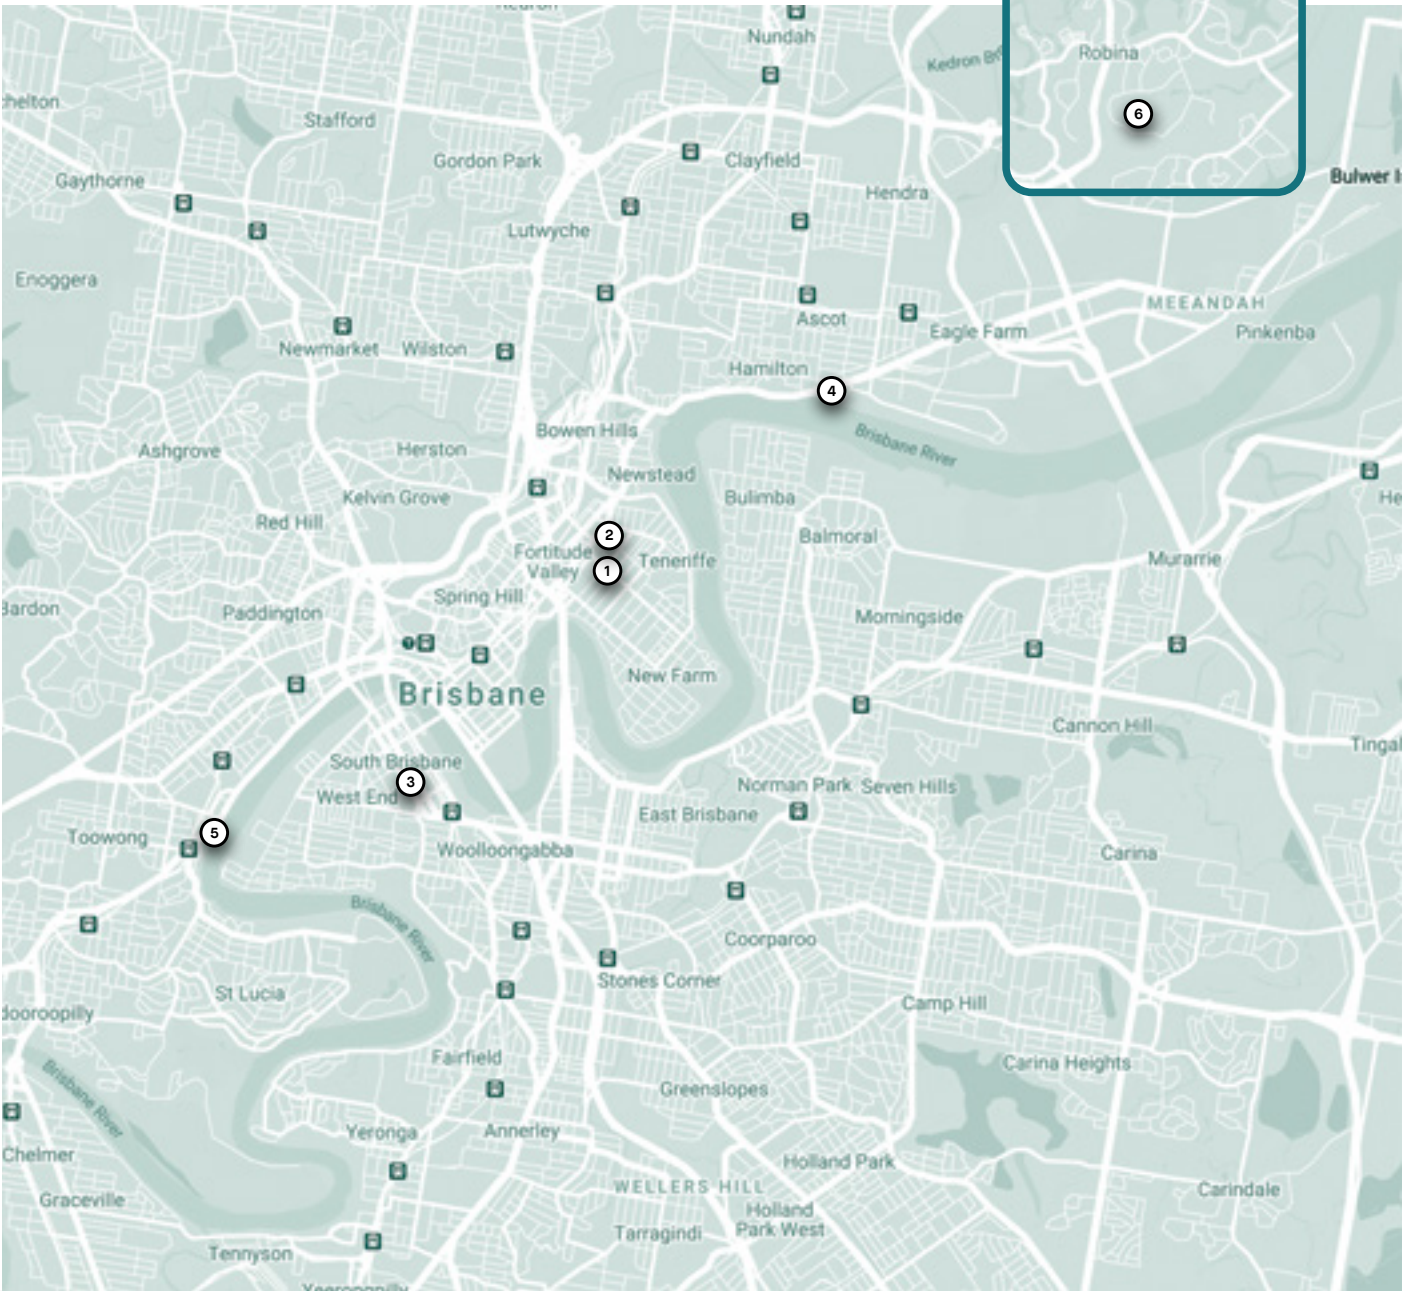 Nundah
Kedron
Robina
6
Stafford
Gordon Park
Clayfield
Gaythorne
Bulwer I
Hendra
Lutwyche
Enoggera
MEEANDAH
Ascot
Eagle Farm
Pinkenba
Newmarket
Wilston
Hamilton
4
Bowen Hills
Brisbane River
Ashgrove
Herston
Newstead
Kelvin Grove
Bulimba
He
Red Hill
2
Balmoral
Fortitude
Valley
1
Teneriffe
Murarrie
Spring Hill
Bardon
Paddington
Morningside
New Farm
Brisbane
Cannon Hill
Tingal
South Brisbane
3
West End
Norman Park
Seven Hills
East Brisbane
5
Toowong
Woolloongabba
Carina
Brisbane River
Coorparoo
Stones Corner
St Lucia
Camp Hill
dooroopilly
Fairfield
Carina Heights
Brisbane River
Greenslopes
Yeronga
Annerley
Chelmer
Holland Park
WELLERS HILL
Carindale
Graceville
Holland
Park West
Tarragindi
Tennyson